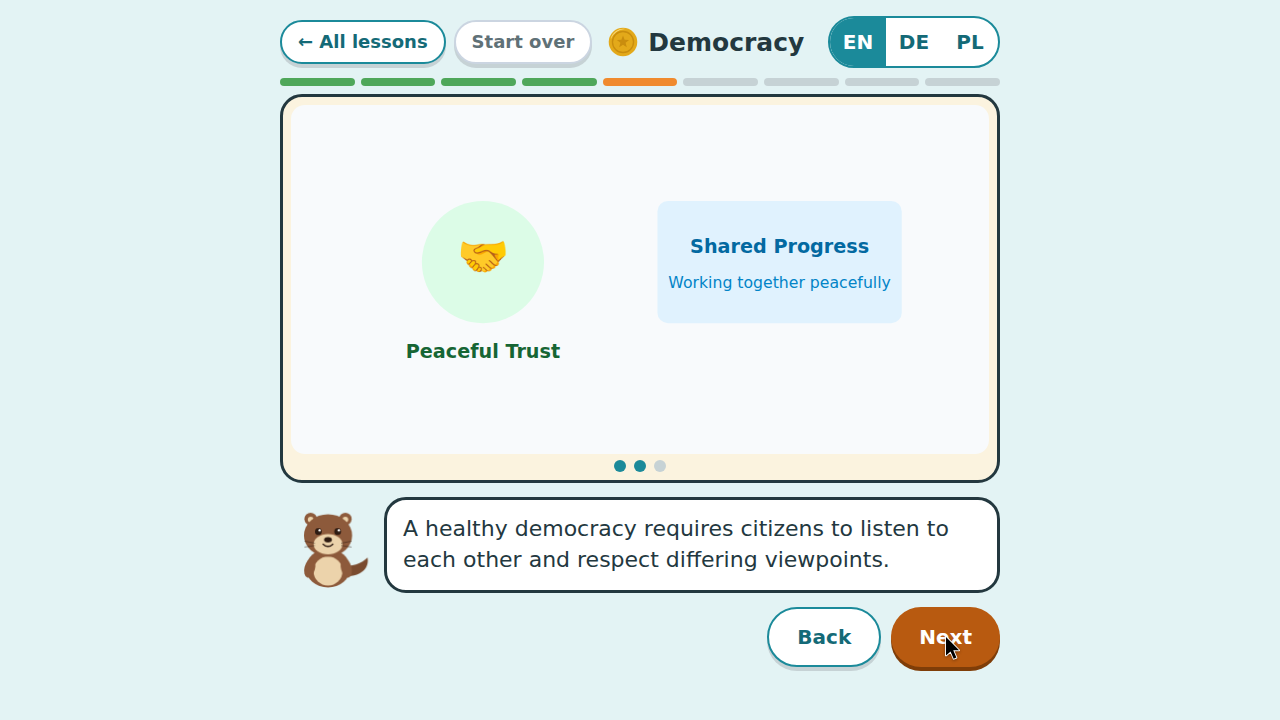 ← All lessons
Start over
Democracy
EN
DE
PL
Peaceful Trust
Shared Progress
Working together peacefully
A healthy democracy requires citizens to listen to
each other and respect differing viewpoints.
Back
Next